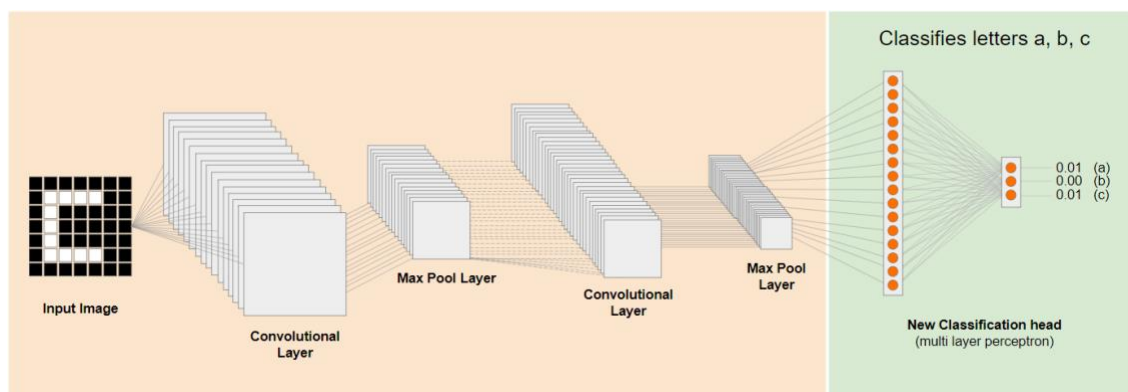 Classifies letters a, b, c
0.01 (a)
0.00 (b)
0.01 (c)
Input Image
Convolutional
Layer
Max Pool Layer
Convolutional
Layer
Max Pool
Layer
New Classification head
(multi layer perceptron)